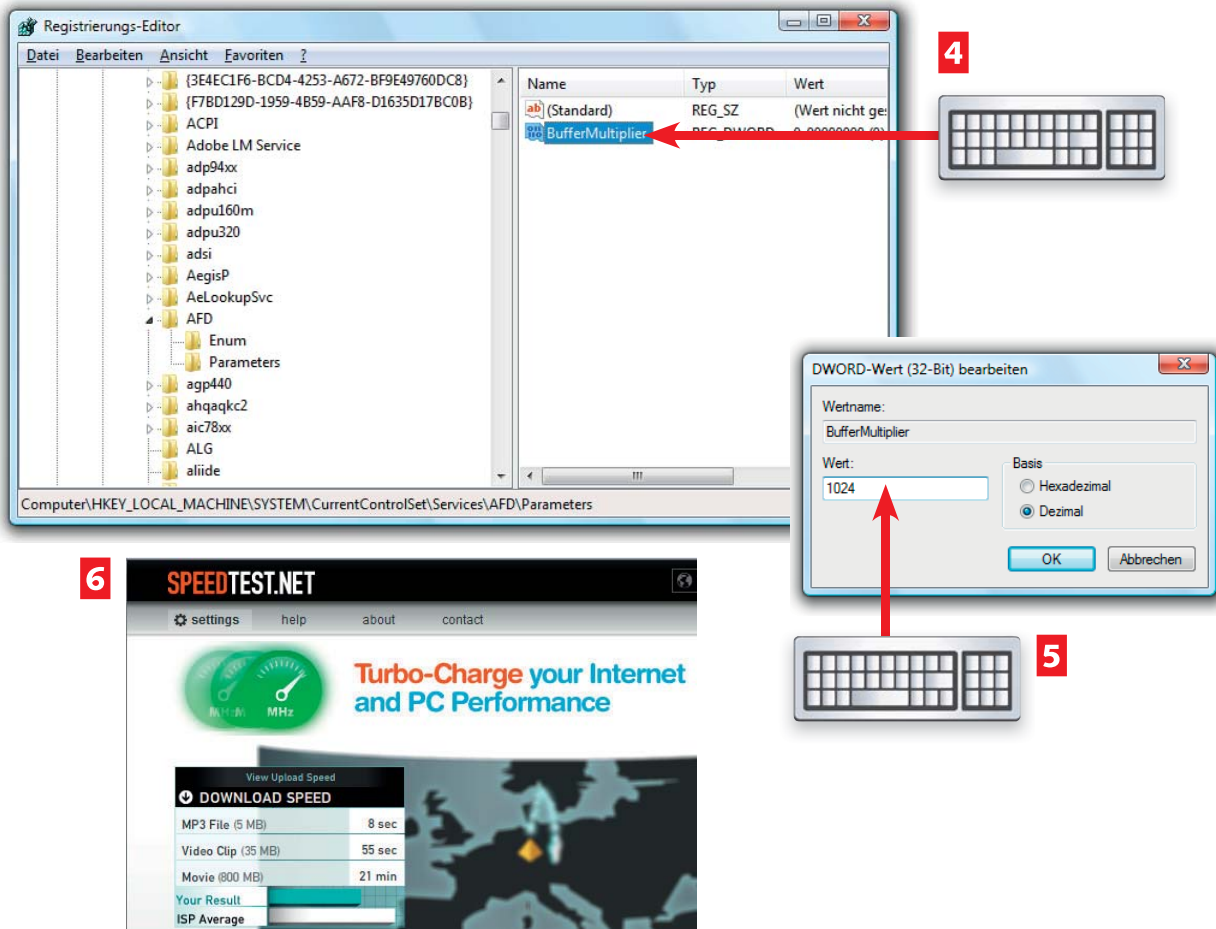 Registrierungs-Editor
Datei Bearbeiten Ansicht Favoriten ?
{3E4EC1F6-BCD4-4253-A672-BF9E49760DC8}
{F7BD129D-1959-4B59-AAF8-D1635D17BC0B}
ACPI
Adobe LM Service
adp94xx
adpahci
adpu160m
adpu320
adsi
AegisP
AeLookupSvc
AFD
Enum
Parameters
agp440
ahqaqkc2
aic78xx
ALG
aliide
Name Typ Wert
(Standard) REG_SZ (Wert nicht ge
BufferMultiplier REG_DWORD 0x00000000 (0)
Computer\HKEY_LOCAL_MACHINE\SYSTEM\CurrentControlSet\Services\AFD\Parameters
4
DWORD-Wert (32-Bit) bearbeiten
Wertname:
BufferMultiplier
Wert:
1024
Basis
Hexadezimal
Dezimal
OK Abbrechen
5
6
SPEEDTEST.NET
settings help about contact
MHz
Turbo-Charge your Internet
and PC Performance
View Upload Speed
DOWNLOAD SPEED
MP3 File (5 MB) 8 sec
Video Clip (35 MB) 55 sec
Movie (800 MB) 21 min
Your Result
ISP Average